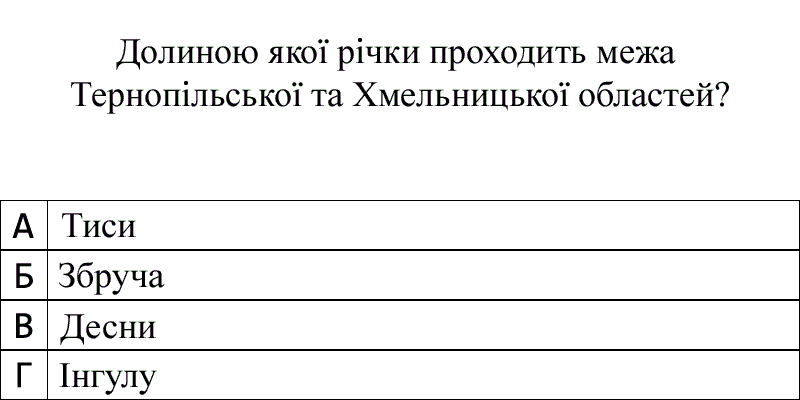 Долиною якої річки проходить межа
Тернопільської та Хмельницької областей?
А Тиси
Б Збруча
В Десни
Г Інгулу